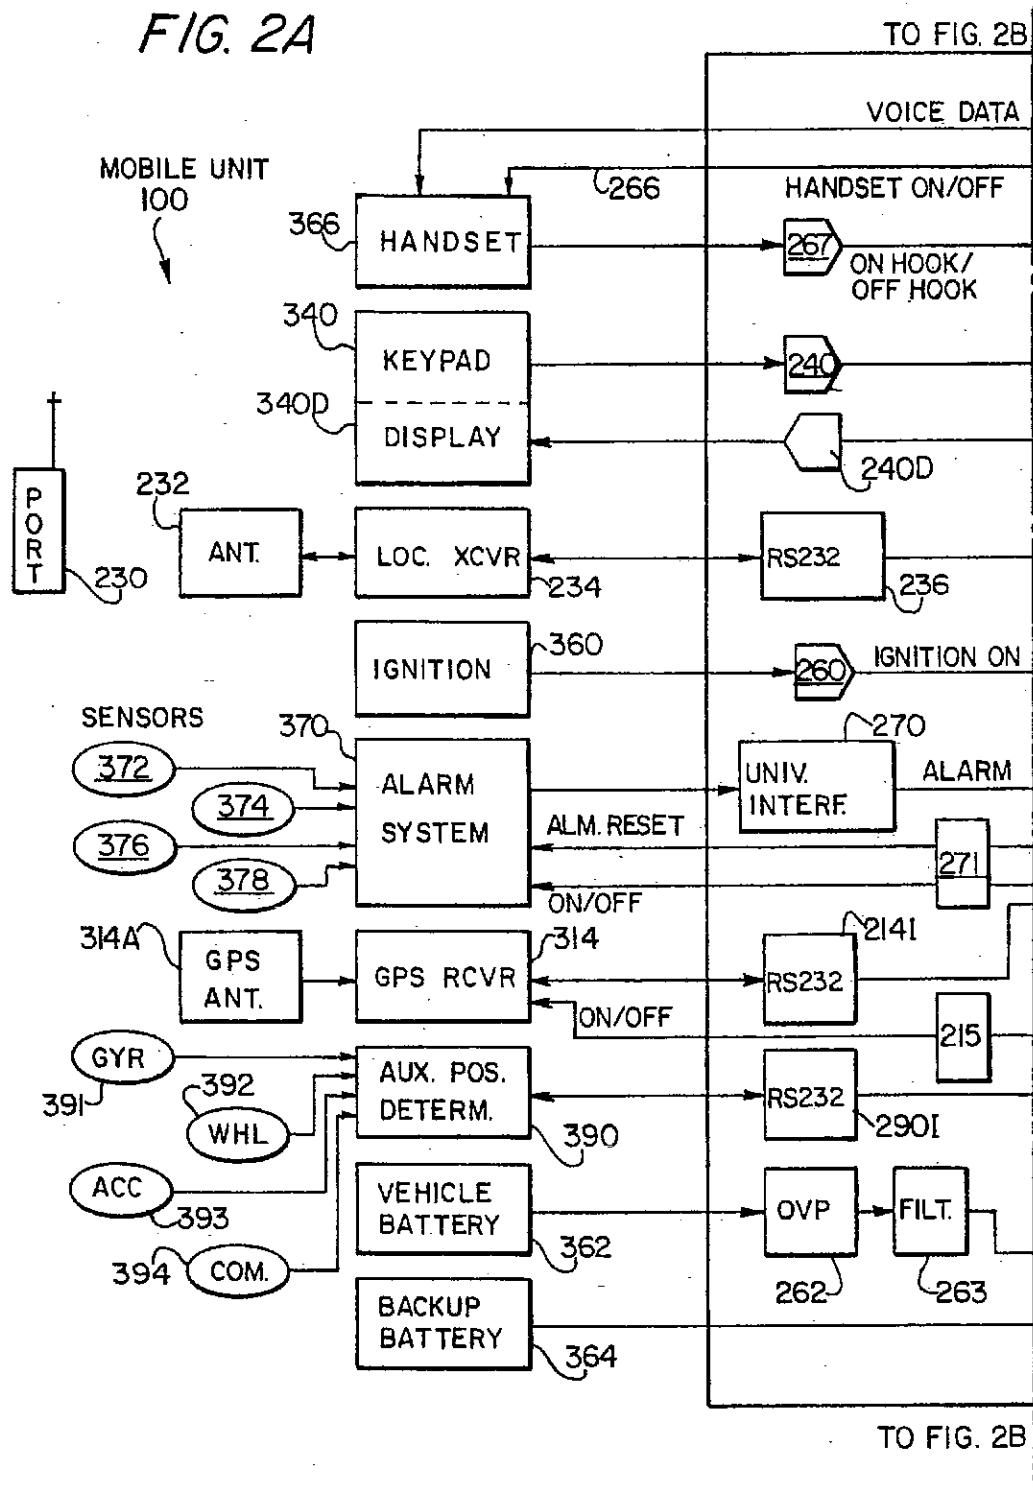 FIG. 2A
TO FIG. 2B
VOICE DATA
MOBILE UNIT
100
266
HANDSET ON/OFF
366
HANDSET
267
ON HOOK/
OFF HOOK
340
KEYPAD
240
340D
DISPLAY
240D
PORT
230
232
ANT.
LOC. XCVR
234
RS232
236
360
IGNITION
260
IGNITION ON
SENSORS
370
270
372
374
376
378
ALARM
SYSTEM
UNIV.
INTERF.
ALARM
ALM. RESET
271
ON/OFF
314A
GPS
ANT.
314
GPS RCVR
214I
RS232
ON/OFF
215
GYR
391
392
WHL
AUX. POS.
DETERM.
390
RS232
290I
ACC
393
VEHICLE
BATTERY
362
OVP
262
FILT.
263
394
COM.
BACKUP
BATTERY
364
TO FIG. 2B